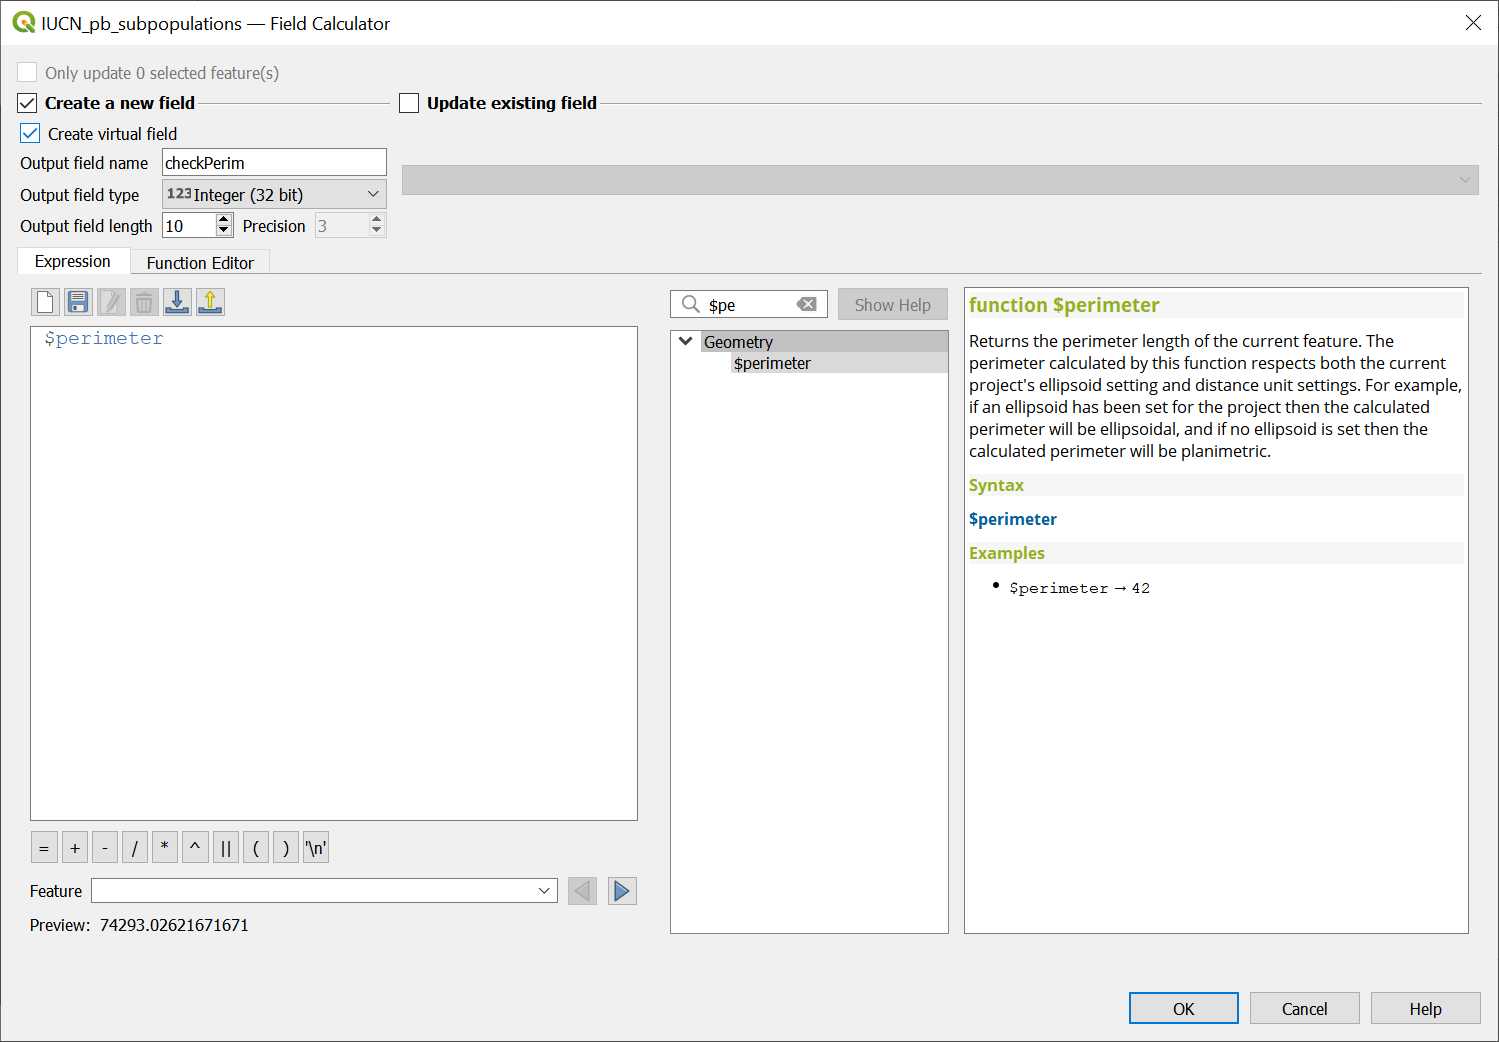 IUCN_pb_subpopulations — Field Calculator
Only update 0 selected feature(s)
Create a new field
Update existing field
Create virtual field
Output field name checkPerim
Output field type 123 Integer (32 bit)
Output field length 10 Precision 3
Expression Function Editor
$pe Show Help
$perimeter
= + - / * ^ || ( ) '\n'
Feature
Preview: 74293.02621671671
Geometry
$perimeter
function $perimeter
Returns the perimeter length of the current feature. The
perimeter calculated by this function respects both the current
project's ellipsoid setting and distance unit settings. For example,
if an ellipsoid has been set for the project then the calculated
perimeter will be ellipsoidal, and if no ellipsoid is set then the
calculated perimeter will be planimetric.
Syntax
$perimeter
Examples
• $perimeter → 42
OK Cancel Help